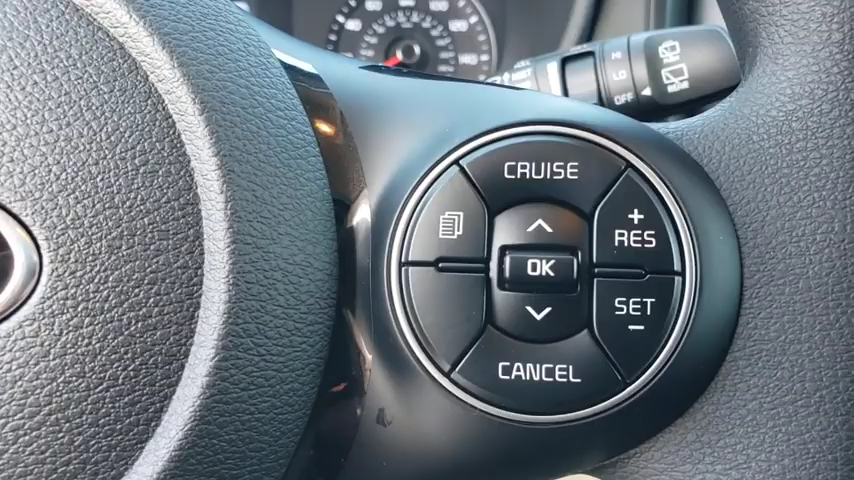 HI
LO
OFF
CRUISE
+
RES
OK
SET
−
CANCEL